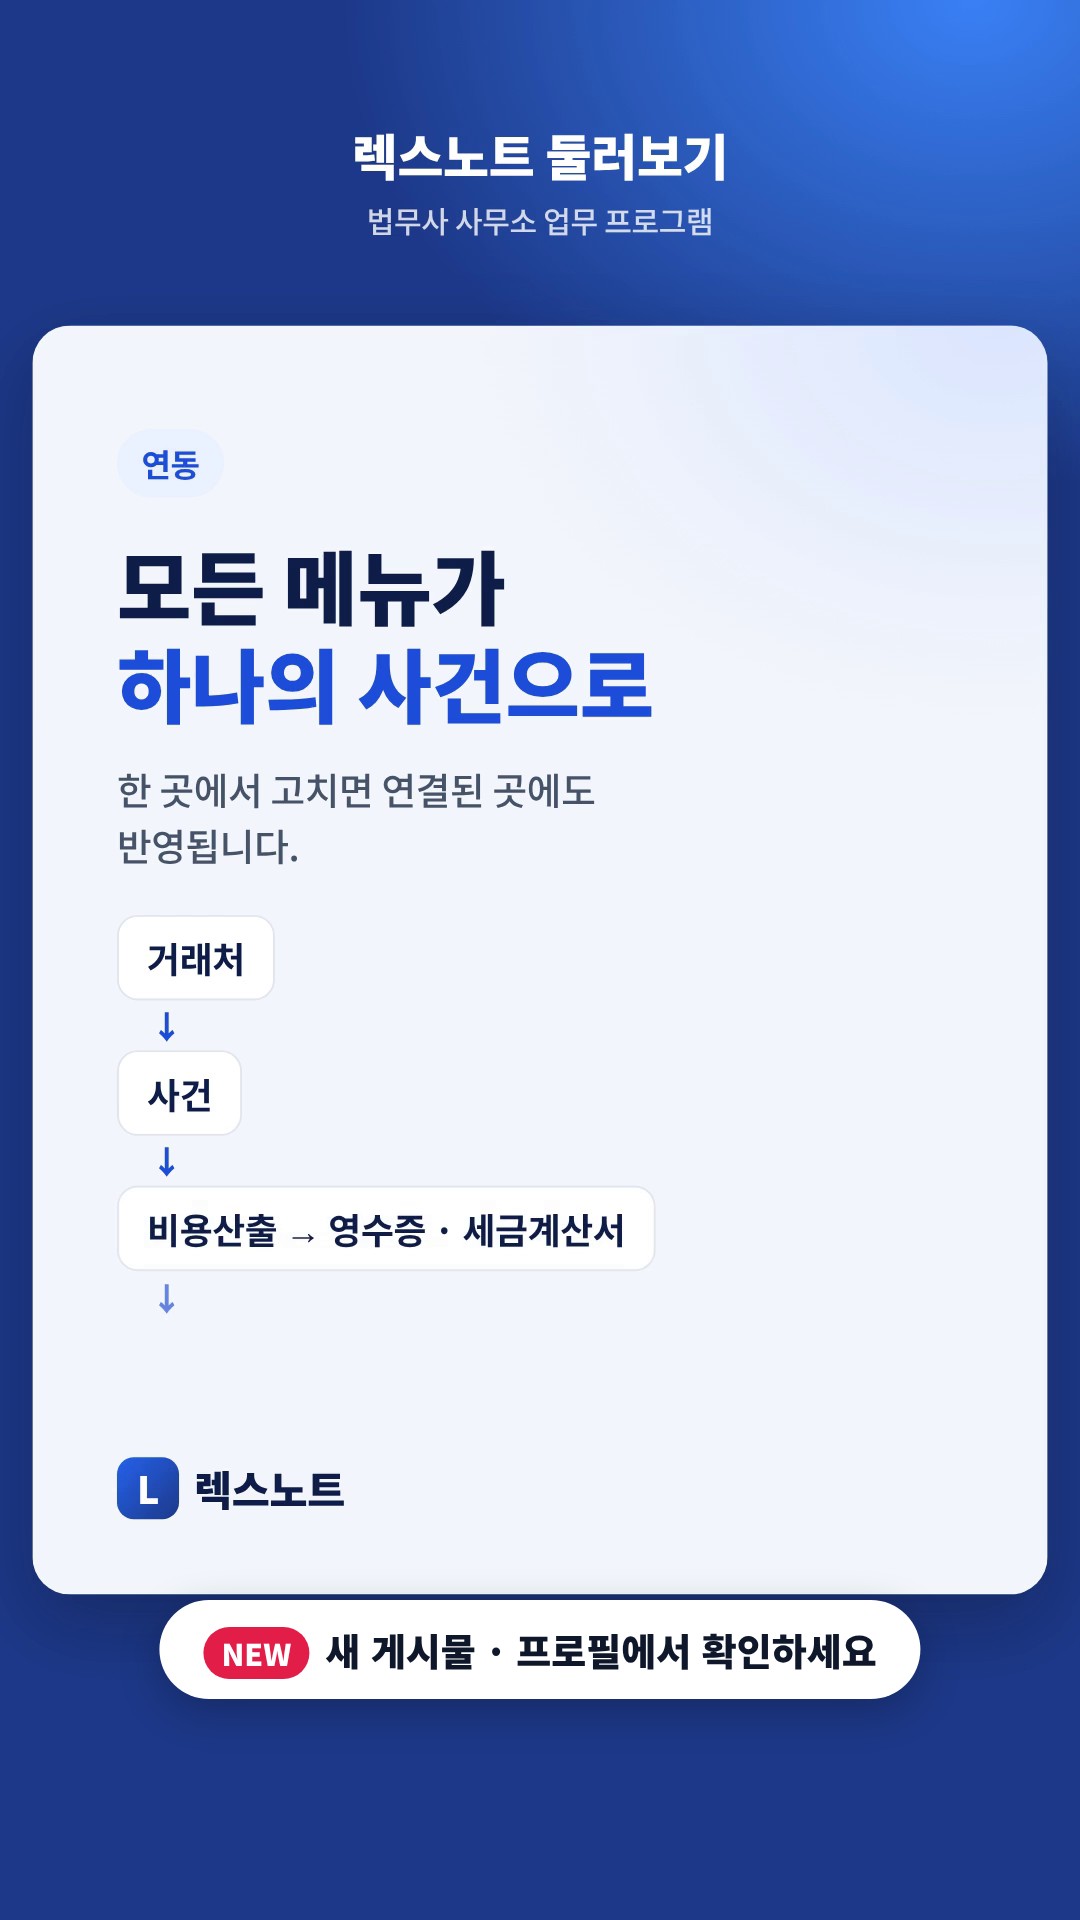 렉스노트 둘러보기
법무사 사무소 업무 프로그램
연동
모든 메뉴가
하나의 사건으로
한 곳에서 고치면 연결된 곳에도
반영됩니다.
거래처
↓
사건
↓
비용산출 → 영수증 · 세금계산서
↓
L 렉스노트
NEW 새 게시물 · 프로필에서 확인하세요